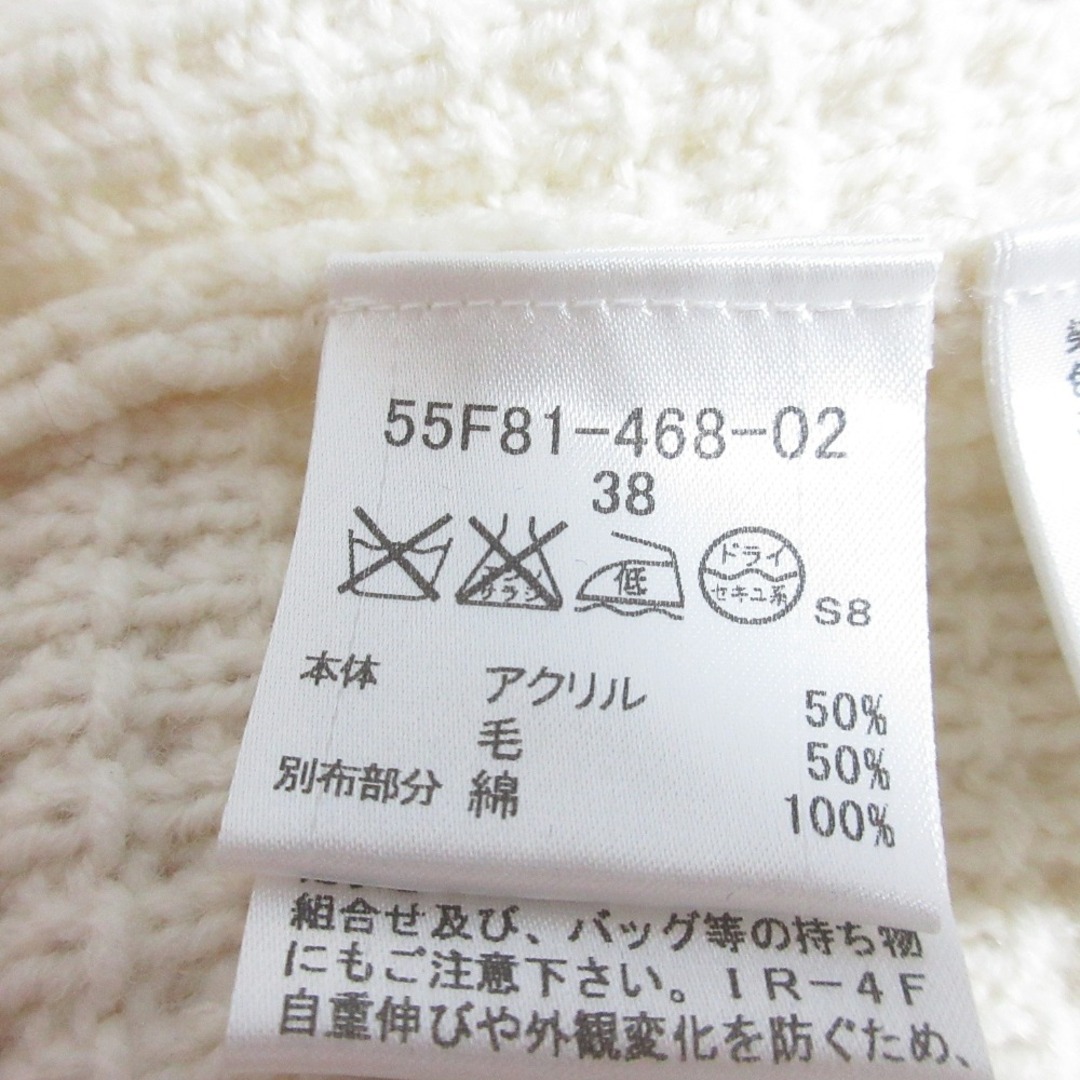 55F81-468-02
38
低
ドライ
セキユ系
S8
本体 アクリル 50%
毛 50%
別布部分 綿 100%
組合せ及び、バッグ等の持ち物
にもご注意下さい。IR-4F
自重伸びや外観変化を防ぐため、